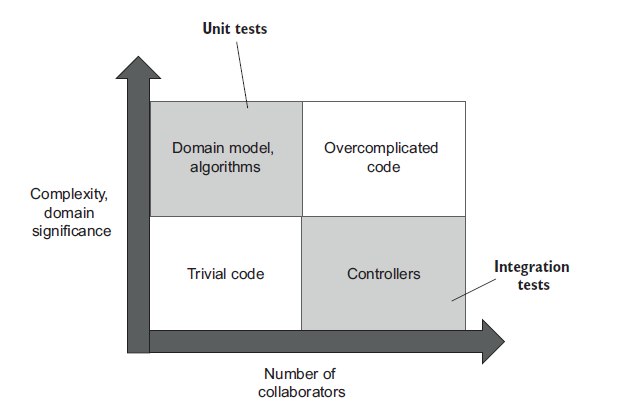 Unit tests
Domain model,
algorithms
Overcomplicated
code
Complexity,
domain
significance
Trivial code
Controllers
Integration
tests
Number of
collaborators